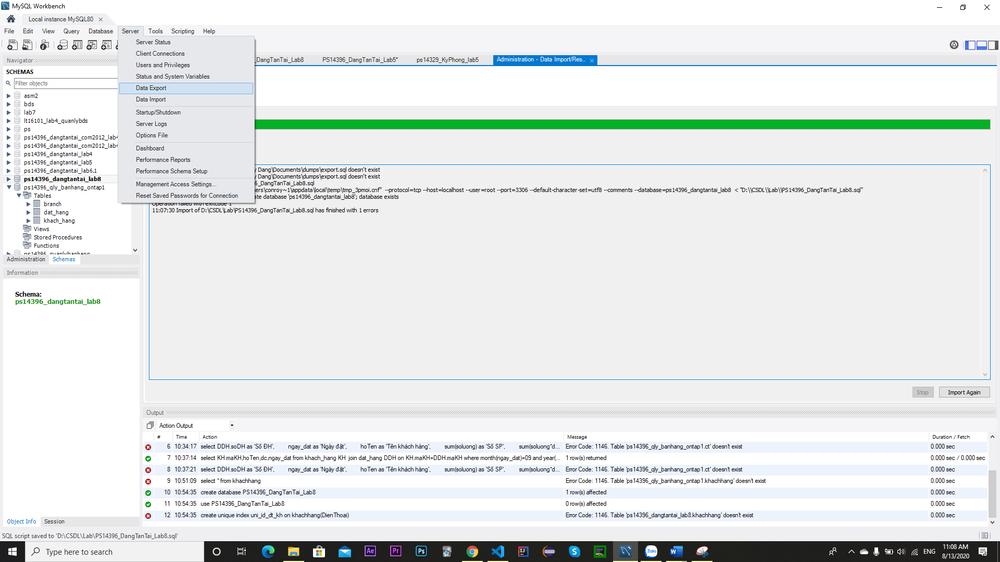 MySQL Workbench
Local instance MySQL80
File Edit View Query Database Server Tools Scripting Help
Server Status
Client Connections
Users and Privileges
Status and System Variables
Data Export
Data Import
Startup/Shutdown
Server Logs
Options File
Dashboard
Performance Reports
Performance Schema Setup
Management Access Settings...
Reset Saved Passwords for Connection
_DangTanTai_Lab8 PS14396_DangTanTai_Lab5* ps14329_KyPhong_lab5 Administration - Data Import/Res...
Navigator
SCHEMAS
Filter objects
asm2
bds
lab7
lt16101_lab4_quanlybds
ps
ps14396_dangtantai_com2012_lab4
ps14396_dangtantai_com2012_lab4
ps14396_dangtantai_lab4
ps14396_dangtantai_lab5
ps14396_dangtantai_lab6.1
ps14396_dangtantai_lab8
ps14396_qly_banhang_ontap1
Tables
branch
dat_hang
khach_hang
Views
Stored Procedures
Functions
ps14396_quanlybanhang
Administration Schemas
Information
Schema:
ps14396_dangtantai_lab8
Object Info Session
y Dang\Documents\dumps\export.sql doesn't exist
y Dang\Documents\dumps\export.sql doesn't exist
6_DangTanTai_Lab8.sql
ers\conroy~1\appdata\local\temp\tmp_3pmoi.cnf" --protocol=tcp --host=localhost --user=root --port=3306 --default-character-set=utf8 --comments --database=ps14396_dangtantai_lab8 < "D:\\CSDL\\Lab\\PS14396_DangTanTai_Lab8.sql"
ate database 'ps14396_dangtantai_lab8'; database exists
Operation failed with exitcode 1
11:07:30 Import of D:\CSDL\Lab\PS14396_DangTanTai_Lab8.sql has finished with 1 errors
Stop Import Again
Output
Action Output
# Time Action Message Duration / Fetch
6 10:34:17 select DDH.soDH as 'Số ĐH', ngay_dat as 'Ngày đặt', hoTen as 'Tên khách hàng', sum(soluong) as 'Số SP', sum(soluong*d... Error Code: 1146. Table 'ps14396_qly_banhang_ontap1.ct' doesn't exist 0.000 sec
7 10:37:14 select KH.maKH,hoTen,dc,ngay_dat from khach_hang KH join dat_hang DDH on KH.maKH=DDH.maKH where month(ngay_dat)=09 and year(... 1 row(s) returned 0.000 sec / 0.000 sec
8 10:37:21 select DDH.soDH as 'Số ĐH', ngay_dat as 'Ngày đặt', hoTen as 'Tên khách hàng', sum(soluong) as 'Số SP', sum(soluong*d... Error Code: 1146. Table 'ps14396_qly_banhang_ontap1.ct' doesn't exist 0.000 sec
9 10:51:09 select * from khachhang Error Code: 1146. Table 'ps14396_qly_banhang_ontap1.khachhang' doesn't exist 0.000 sec
10 10:54:35 create database PS14396_DangTanTai_Lab8 1 row(s) affected 0.000 sec
11 10:54:35 use PS14396_DangTanTai_Lab8 0 row(s) affected 0.000 sec
12 10:54:35 create unique index uni_id_dt_kh on khachhang(DienThoai) Error Code: 1146. Table 'ps14396_dangtantai_lab8.khachhang' doesn't exist 0.000 sec
SQL script saved to 'D:\CSDL\Lab\PS14396_DangTanTai_Lab8.sql'
Type here to search
Ae Pr Ps
Zalo
ENG
11:08 AM
8/13/2020